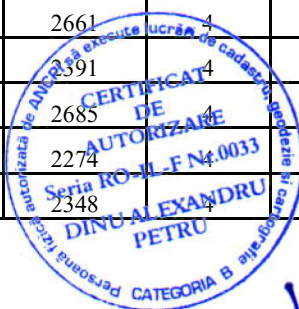 2661 4
2391 4
2685 4
2274 4
2348 4
Persoană fizică autorizată de ANCPI să execute lucrări de cadastru, geodezie și cartografie
CATEGORIA B
CERTIFICAT
DE
AUTORIZARE
Seria RO-IL-F Nr.0033
DINU ALEXANDRU
PETRU